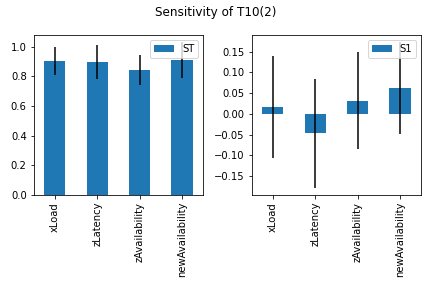 Sensitivity of T10(2)
1.0
0.8
0.6
0.4
0.2
0.0
ST
xLoad
zLatency
zAvailability
newAvailability
0.15
0.10
0.05
0.00
−0.05
−0.10
−0.15
S1
xLoad
zLatency
zAvailability
newAvailability